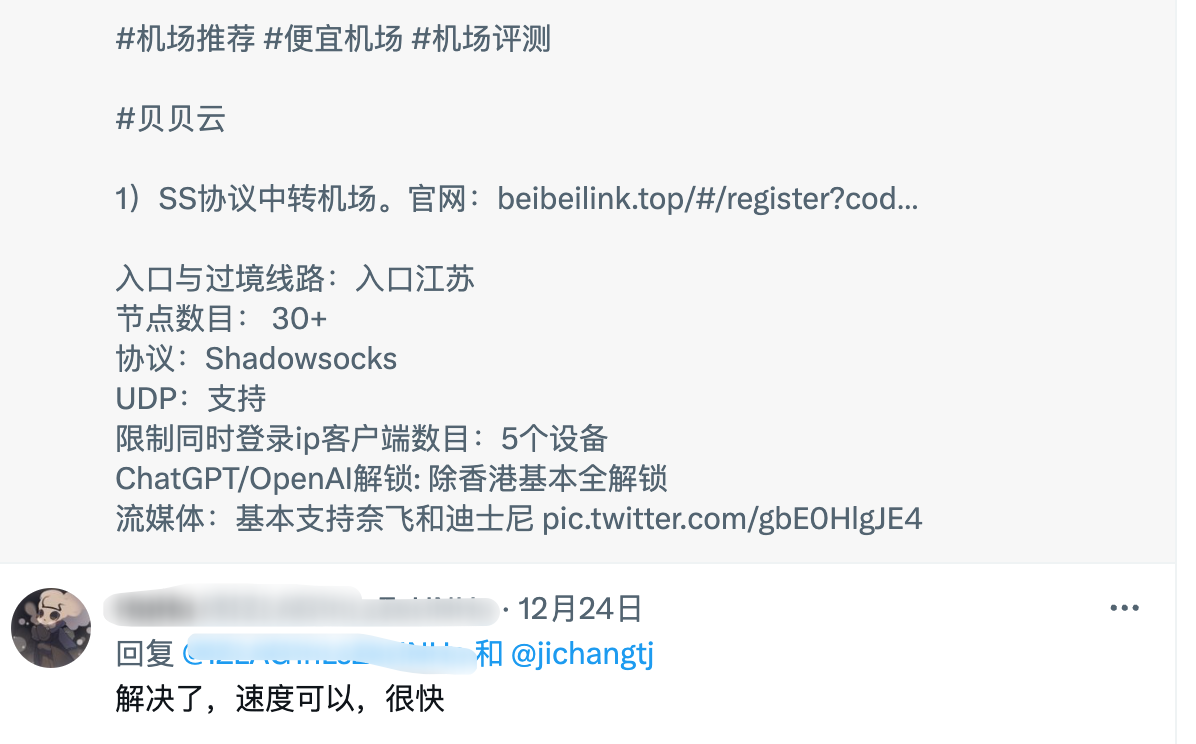 #机场推荐 #便宜机场 #机场评测
#贝贝云
1）SS协议中转机场。官网：beibeilink.top/#/register?cod...
入口与过境线路：入口江苏
节点数目： 30+
协议：Shadowsocks
UDP：支持
限制同时登录ip客户端数目：5个设备
ChatGPT/OpenAI解锁: 除香港基本全解锁
流媒体：基本支持奈飞和迪士尼 pic.twitter.com/gbE0HlgJE4
· 12月24日
回复 和 @jichangtj
解决了，速度可以，很快